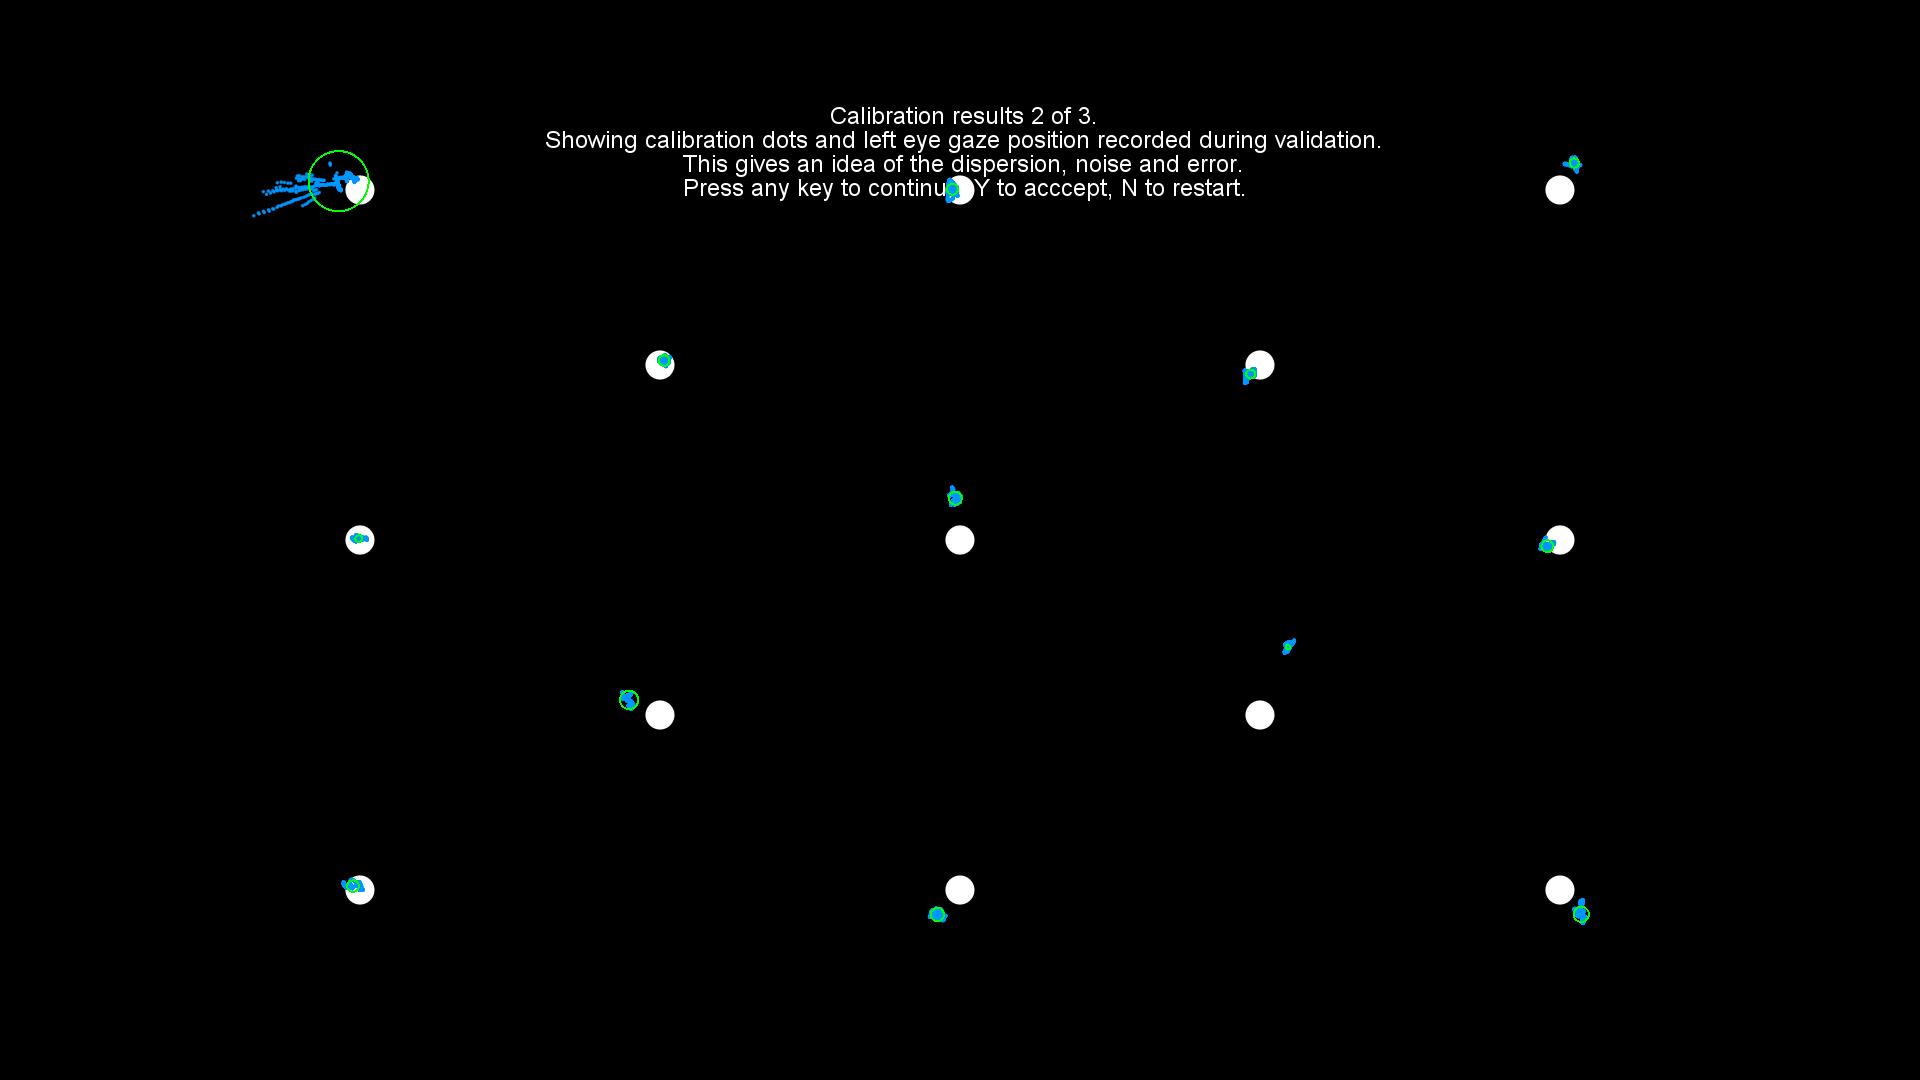 Calibration results 2 of 3.
Showing calibration dots and left eye gaze position recorded during validation.
This gives an idea of the dispersion, noise and error.
Press any key to continu Y to acccept, N to restart.